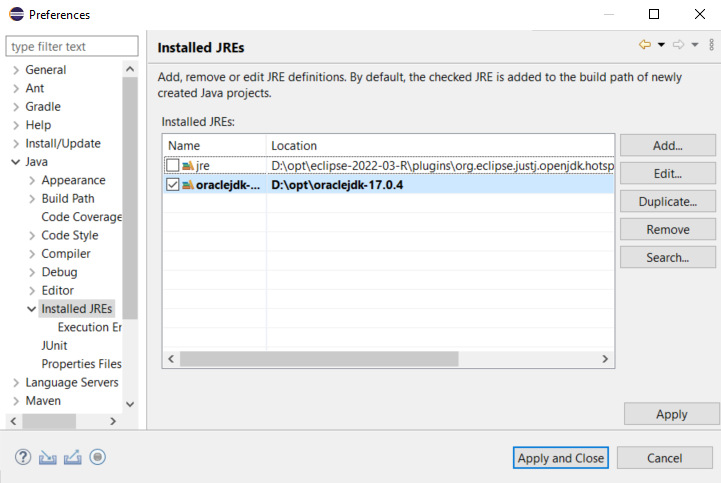 Preferences
type filter text
General
Ant
Gradle
Help
Install/Update
Java
Appearance
Build Path
Code Coverage
Code Style
Compiler
Debug
Editor
Installed JREs
Execution En
JUnit
Properties Files
Language Servers
Maven
Installed JREs
Add, remove or edit JRE definitions. By default, the checked JRE is added to the build path of newly
created Java projects.
Installed JREs:
Name Location
jre D:\opt\eclipse-2022-03-R\plugins\org.eclipse.justj.openjdk.hotsp
oraclejdk-... D:\opt\oraclejdk-17.0.4
Add...
Edit...
Duplicate...
Remove
Search...
Apply
?
Apply and Close
Cancel